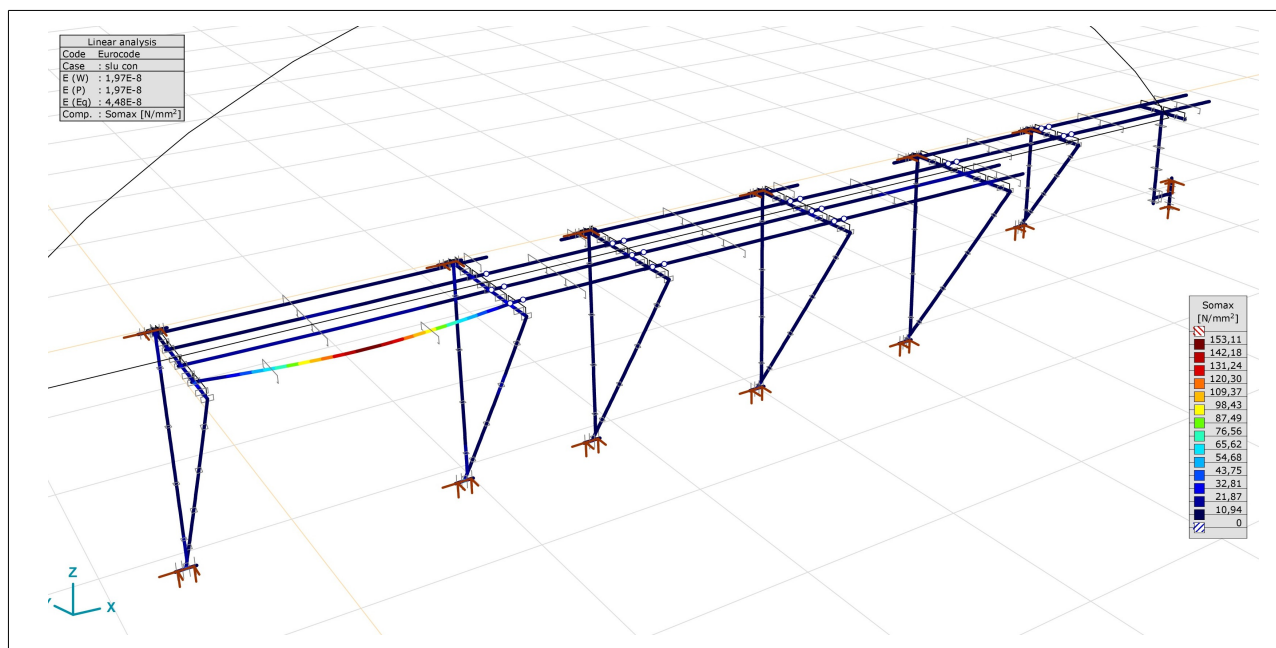 Linear analysis
Code Eurocode
Case : slu con
E (W) : 1,97E-8
E (P) : 1,97E-8
E (Eq) : 4,48E-8
Comp. : Somax [N/mm²]
Somax
[N/mm²]
153,11
142,18
131,24
120,30
109,37
98,43
87,49
76,56
65,62
54,68
43,75
32,81
21,87
10,94
0
Z
X